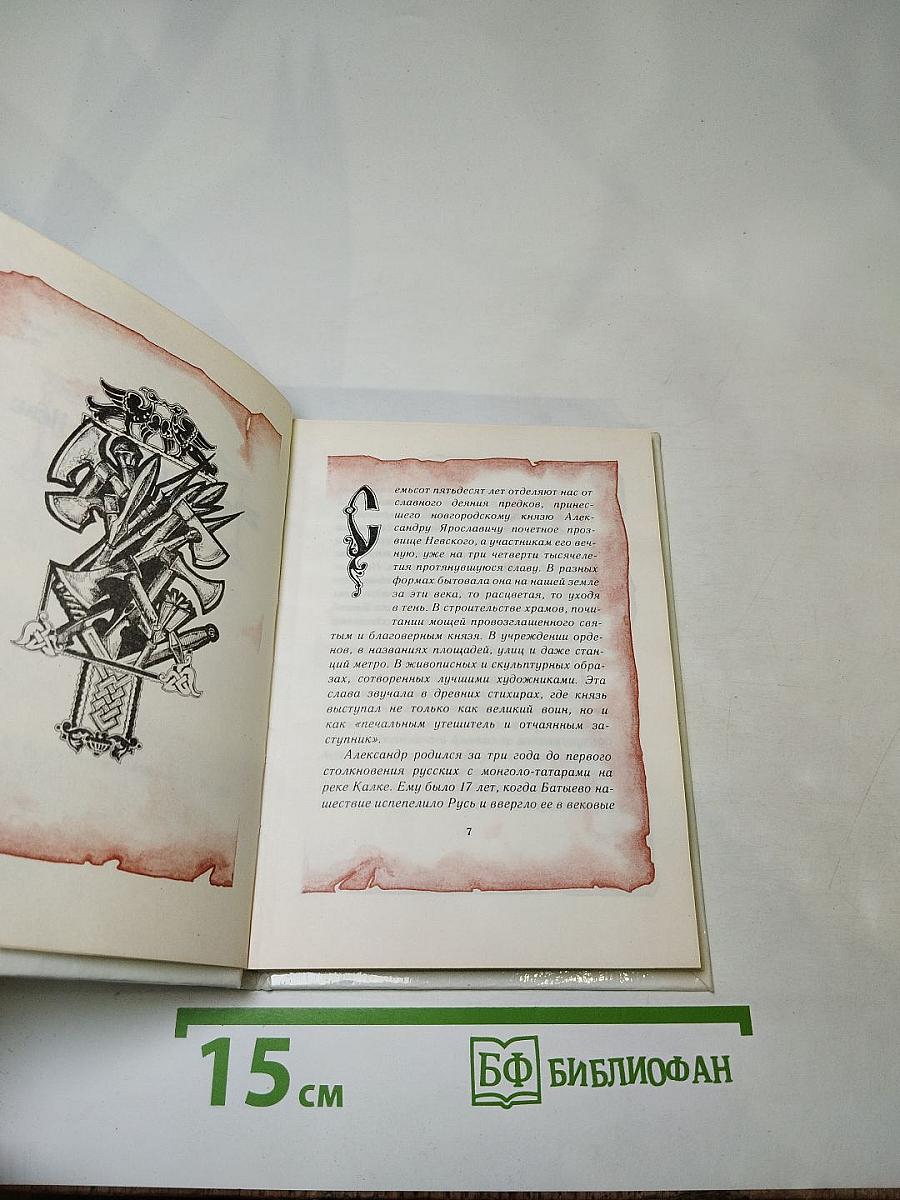 Семьсот пятьдесят лет отделяют нас от
славного деяния предков, принес-
шего новгородскому князю Алек-
сандру Ярославичу почетное проз-
вище Невского, а участникам его веч-
ную, уже на три четверти тысячеле-
тия протянувшуюся славу. В разных
формах бытовала она на нашей земле
за эти века, то расцветая, то уходя
в тень. В строительстве храмов, почи-
тании мощей провозглашенного свя-
тым и благоверным князя. В учреждении орде-
нов, в названиях площадей, улиц и даже стан-
ций метро. В живописных и скульптурных обра-
зах, сотворенных лучшими художниками. Эта
слава звучала в древних стихирах, где князь
выступал не только как великий воин, но и
как «печальным утешитель и отчаянным за-
ступник».
Александр родился за три года до первого
столкновения русских с монголо-татарами на
реке Калке. Ему было 17 лет, когда Батыево на-
шествие испепелило Русь и ввергло ее в вековые
7
15 см
БФ БИБЛИОФАН